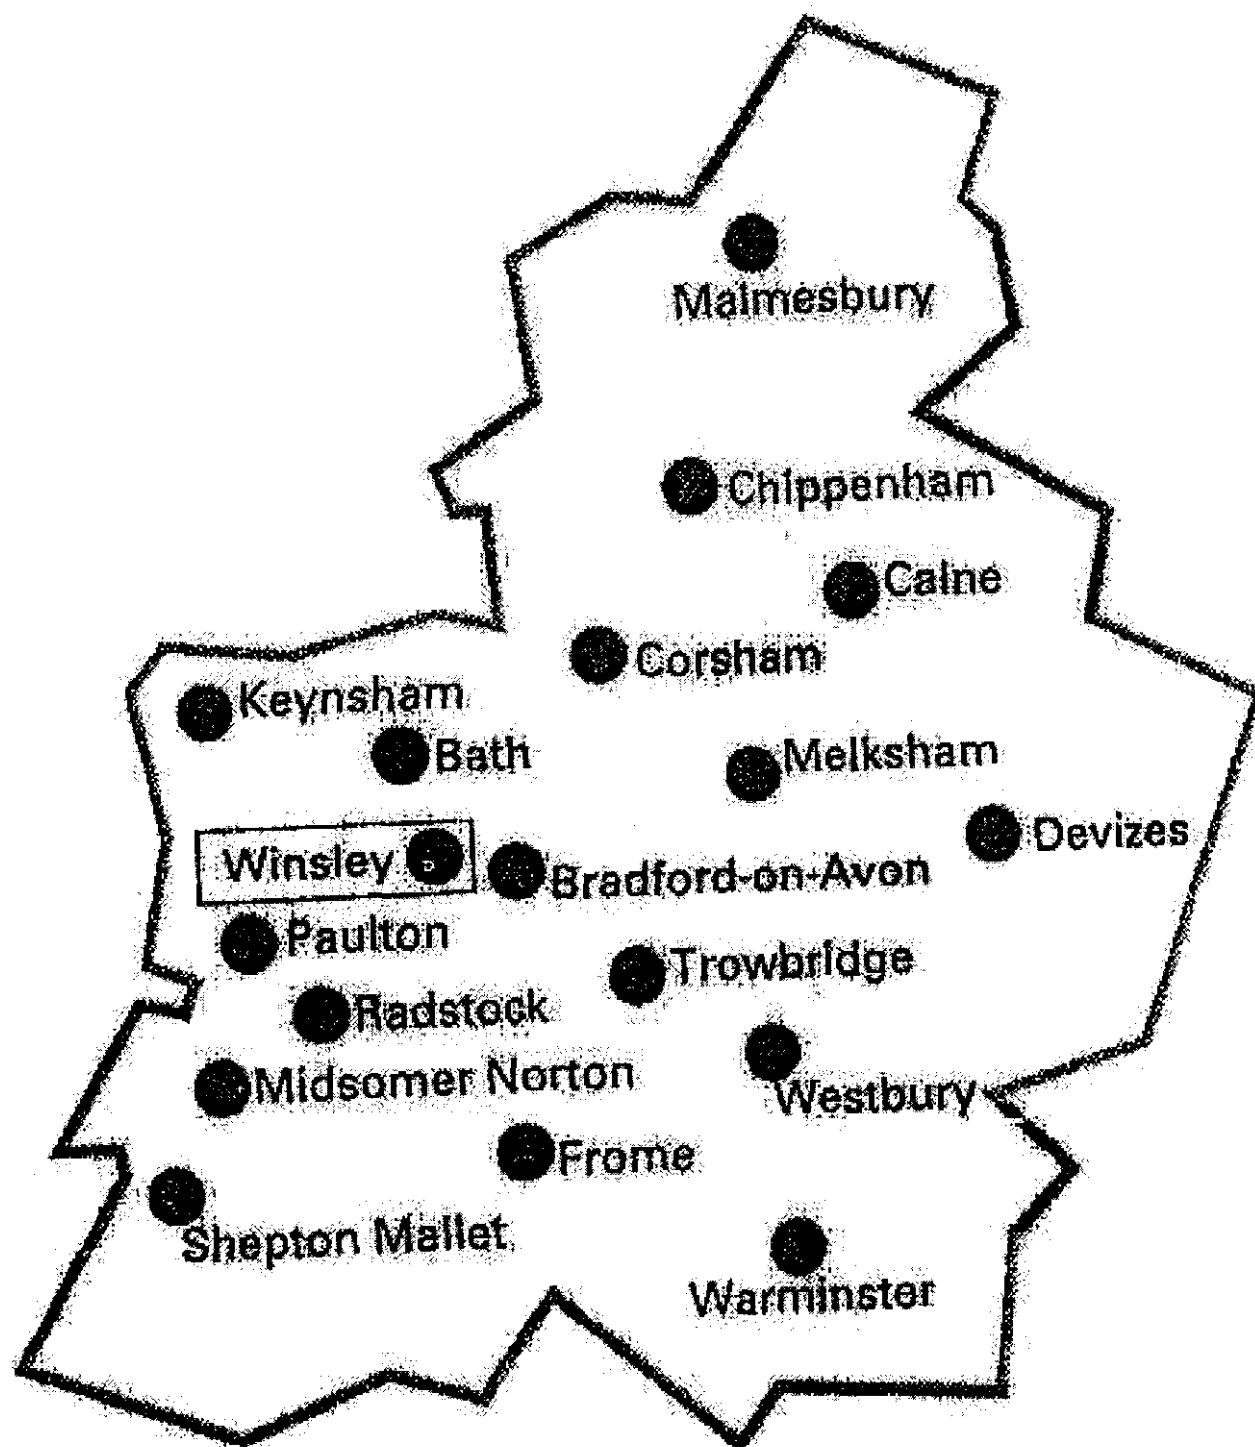 Malmesbury
Chippenham
Calne
Corsham
Keynsham
Bath
Melksham
Devizes
Winsley
Bradford-on-Avon
Paulton
Trowbridge
Radstock
Midsomer Norton
Westbury
Frome
Shepton Mallet
Warminster